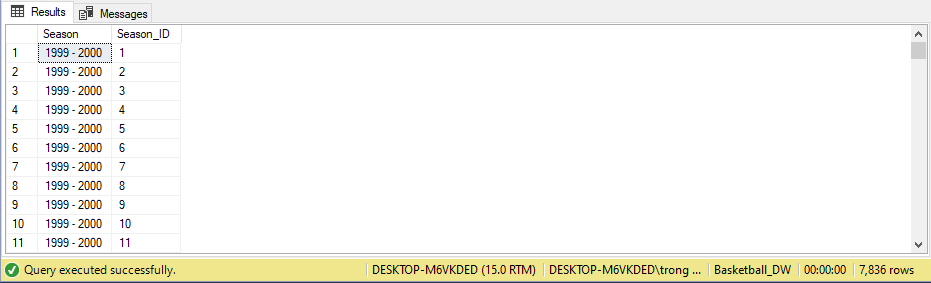 Results Messages
Season Season_ID
1 1999 - 2000 1
2 1999 - 2000 2
3 1999 - 2000 3
4 1999 - 2000 4
5 1999 - 2000 5
6 1999 - 2000 6
7 1999 - 2000 7
8 1999 - 2000 8
9 1999 - 2000 9
10 1999 - 2000 10
11 1999 - 2000 11
Query executed successfully. DESKTOP-M6VKDED (15.0 RTM) DESKTOP-M6VKDED\trong ... Basketball_DW 00:00:00 7,836 rows